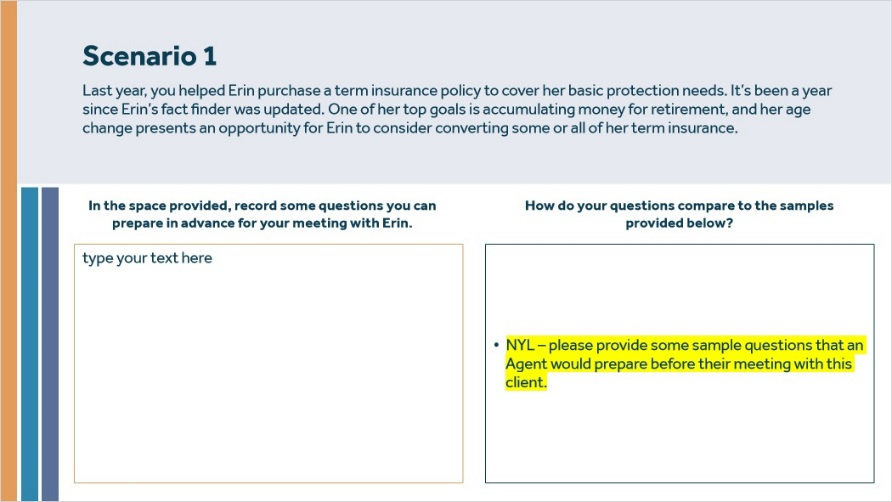 Scenario 1
Last year, you helped Erin purchase a term insurance policy to cover her basic protection needs. It’s been a year
since Erin’s fact finder was updated. One of her top goals is accumulating money for retirement, and her age
change presents an opportunity for Erin to consider converting some or all of her term insurance.
In the space provided, record some questions you can
prepare in advance for your meeting with Erin.
type your text here
How do your questions compare to the samples
provided below?
• NYL – please provide some sample questions that an
Agent would prepare before their meeting with this
client.